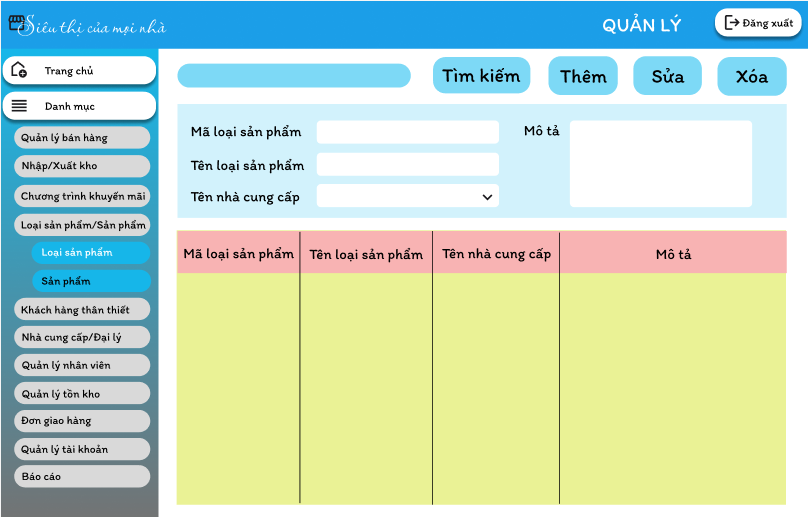 Siêu thị của mọi nhà
QUẢN LÝ
Đăng xuất
Trang chủ
Danh mục
Quản lý bán hàng
Nhập/Xuất kho
Chương trình khuyến mãi
Loại sản phẩm/Sản phẩm
Loại sản phẩm
Sản phẩm
Khách hàng thân thiết
Nhà cung cấp/Đại lý
Quản lý nhân viên
Quản lý tồn kho
Đơn giao hàng
Quản lý tài khoản
Báo cáo
Tìm kiếm
Thêm
Sửa
Xóa
Mã loại sản phẩm
Mô tả
Tên loại sản phẩm
Tên nhà cung cấp
Mã loại sản phẩm
Tên loại sản phẩm
Tên nhà cung cấp
Mô tả